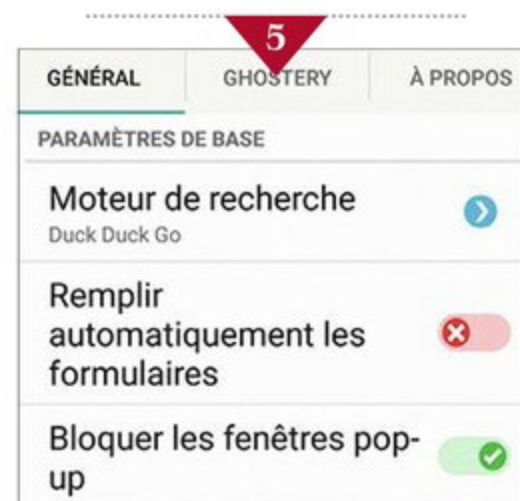 5
GÉNÉRAL GHOSTERY À PROPOS
PARAMÈTRES DE BASE
Moteur de recherche
Duck Duck Go
Remplir
automatiquement les
formulaires
Bloquer les fenêtres pop-
up